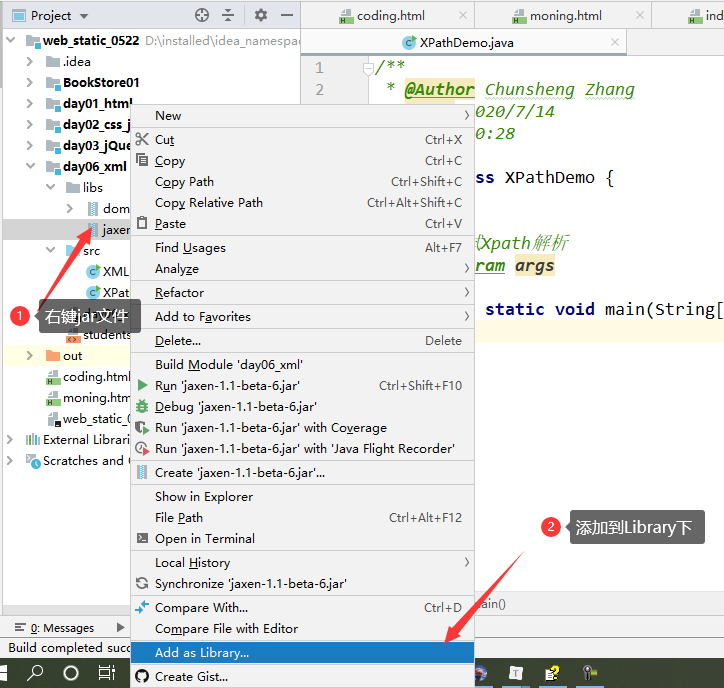 Project
coding.html
moning.html
ind
web_static_0522 D:\installed\idea_namespa
XPathDemo.java
.idea
BookStore01
day01_html
day02_css_j
day03_jQue
day06_xml
libs
dom
jaxen
src
XML
XPat
students
out
coding.html
moning.htm
web_static_0
External Librari
Scratches and
1
2
/**
* @Author Chunsheng Zhang
020/7/14
0:28
ss XPathDemo {
Xpath解析
ram args
static void main(String[
New
Cut Ctrl+X
Copy Ctrl+C
Copy Path Ctrl+Shift+C
Copy Relative Path Ctrl+Alt+Shift+C
Paste Ctrl+V
Find Usages Alt+F7
Analyze
Refactor
Add to Favorites
Delete... Delete
Build Module 'day06_xml'
Run 'jaxen-1.1-beta-6.jar' Ctrl+Shift+F10
Debug 'jaxen-1.1-beta-6.jar'
Run 'jaxen-1.1-beta-6.jar' with Coverage
Run 'jaxen-1.1-beta-6.jar' with 'Java Flight Recorder'
Create 'jaxen-1.1-beta-6.jar'...
Show in Explorer
File Path Ctrl+Alt+F12
Open in Terminal
Local History
Synchronize 'jaxen-1.1-beta-6.jar'
Compare With... Ctrl+D
Compare File with Editor
Add as Library...
Create Gist...
1 右键jar文件
2 添加到Library下
ain()
0: Messages
Build completed succ
T